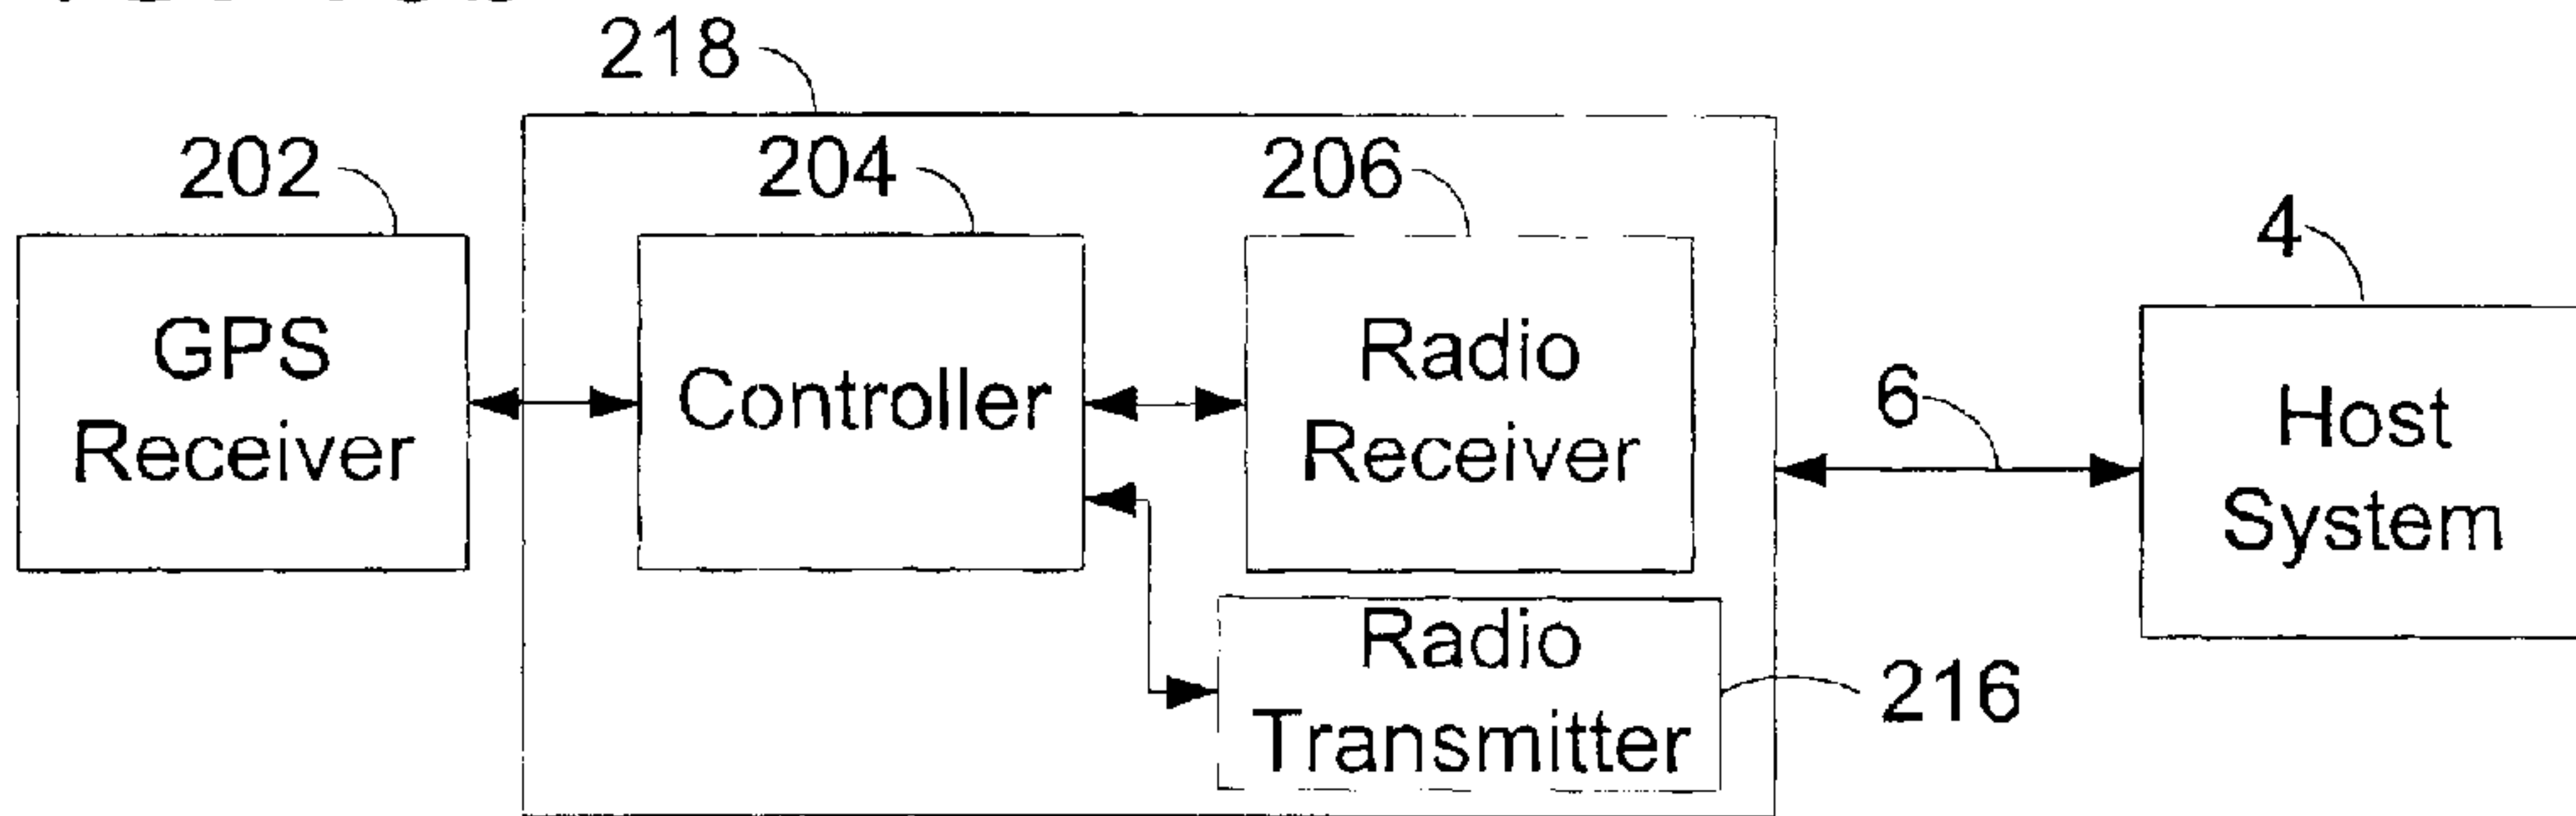 218
202
204
206
4
GPS
Receiver
Controller
Radio
Receiver
6
Host
System
Radio
Transmitter
216